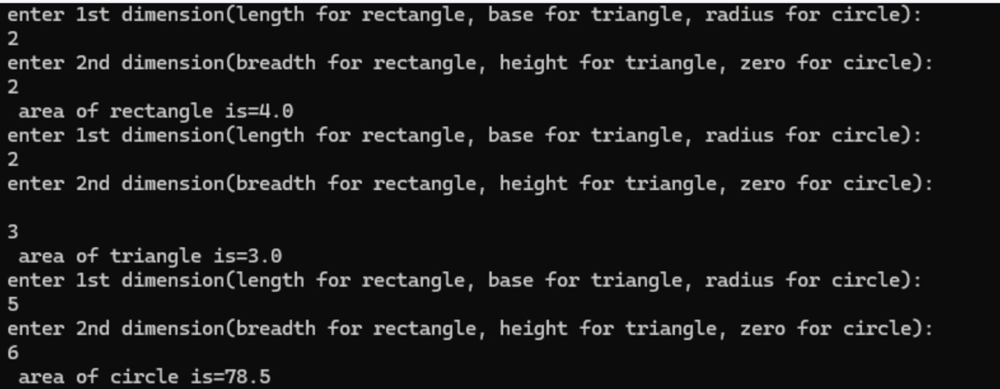 enter 1st dimension(length for rectangle, base for triangle, radius for circle):
2
enter 2nd dimension(breadth for rectangle, height for triangle, zero for circle):
2
 area of rectangle is=4.0
enter 1st dimension(length for rectangle, base for triangle, radius for circle):
2
enter 2nd dimension(breadth for rectangle, height for triangle, zero for circle):

3
 area of triangle is=3.0
enter 1st dimension(length for rectangle, base for triangle, radius for circle):
5
enter 2nd dimension(breadth for rectangle, height for triangle, zero for circle):
6
 area of circle is=78.5